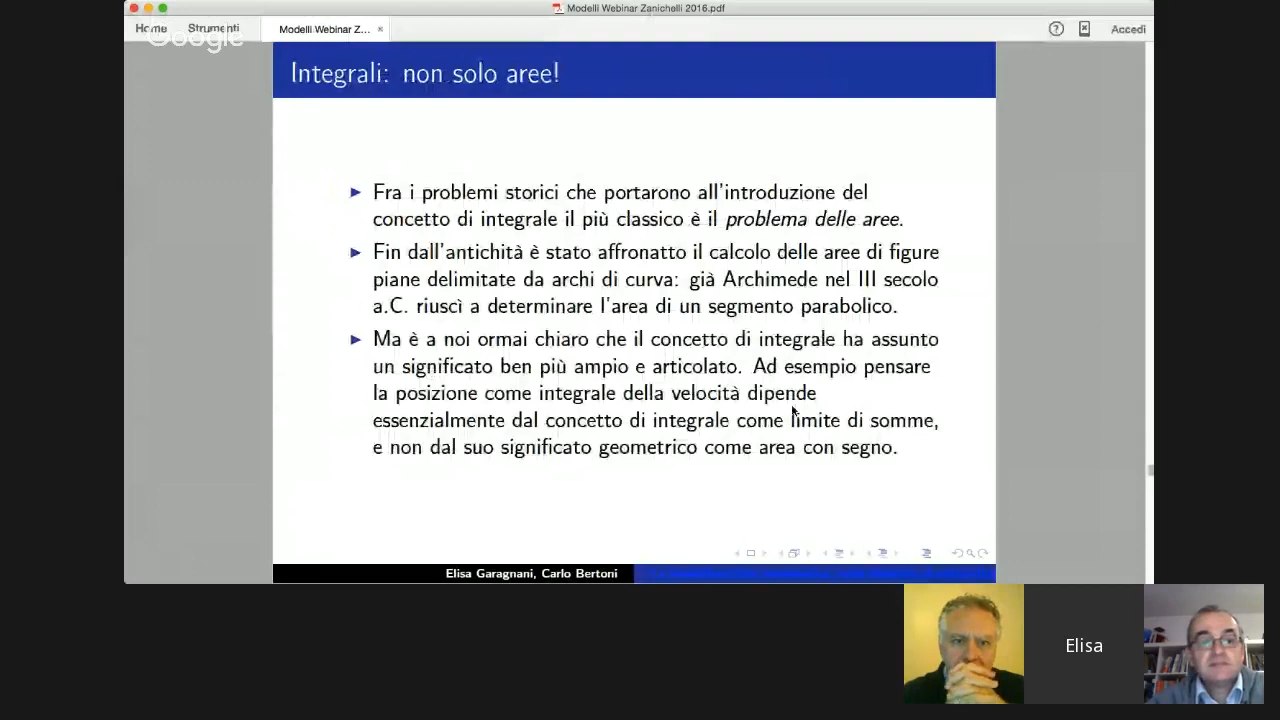 Modelli Webinar Zanichelli 2016.pdf
Home Strumenti Modelli Webinar Z... × ? Accedi
Google
Integrali: non solo aree!
Fra i problemi storici che portarono all'introduzione del
concetto di integrale il più classico è il problema delle aree.
Fin dall'antichità è stato affronatto il calcolo delle aree di figure
piane delimitate da archi di curva: già Archimede nel III secolo
a.C. riuscì a determinare l'area di un segmento parabolico.
Ma è a noi ormai chiaro che il concetto di integrale ha assunto
un significato ben più ampio e articolato. Ad esempio pensare
la posizione come integrale della velocità dipende
essenzialmente dal concetto di integrale come limite di somme,
e non dal suo significato geometrico come area con segno.
Elisa Garagnani, Carlo Bertoni
Elisa